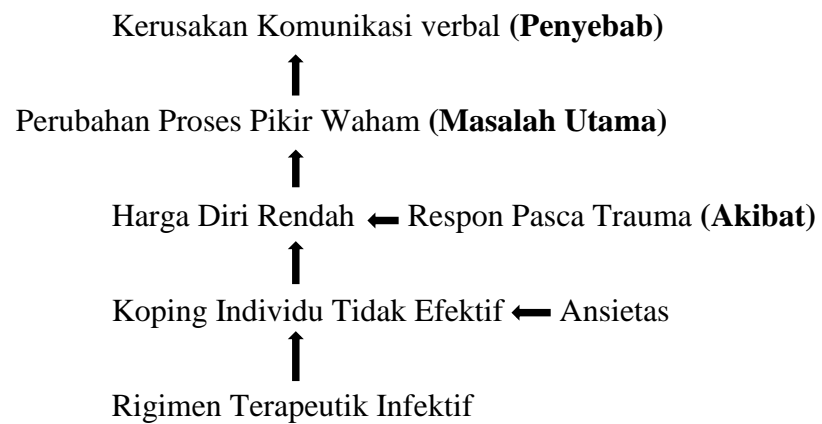 Kerusakan Komunikasi verbal (Penyebab)
Perubahan Proses Pikir Waham (Masalah Utama)
Harga Diri Rendah Respon Pasca Trauma (Akibat)
Koping Individu Tidak Efektif Ansietas
Rigimen Terapeutik Infektif